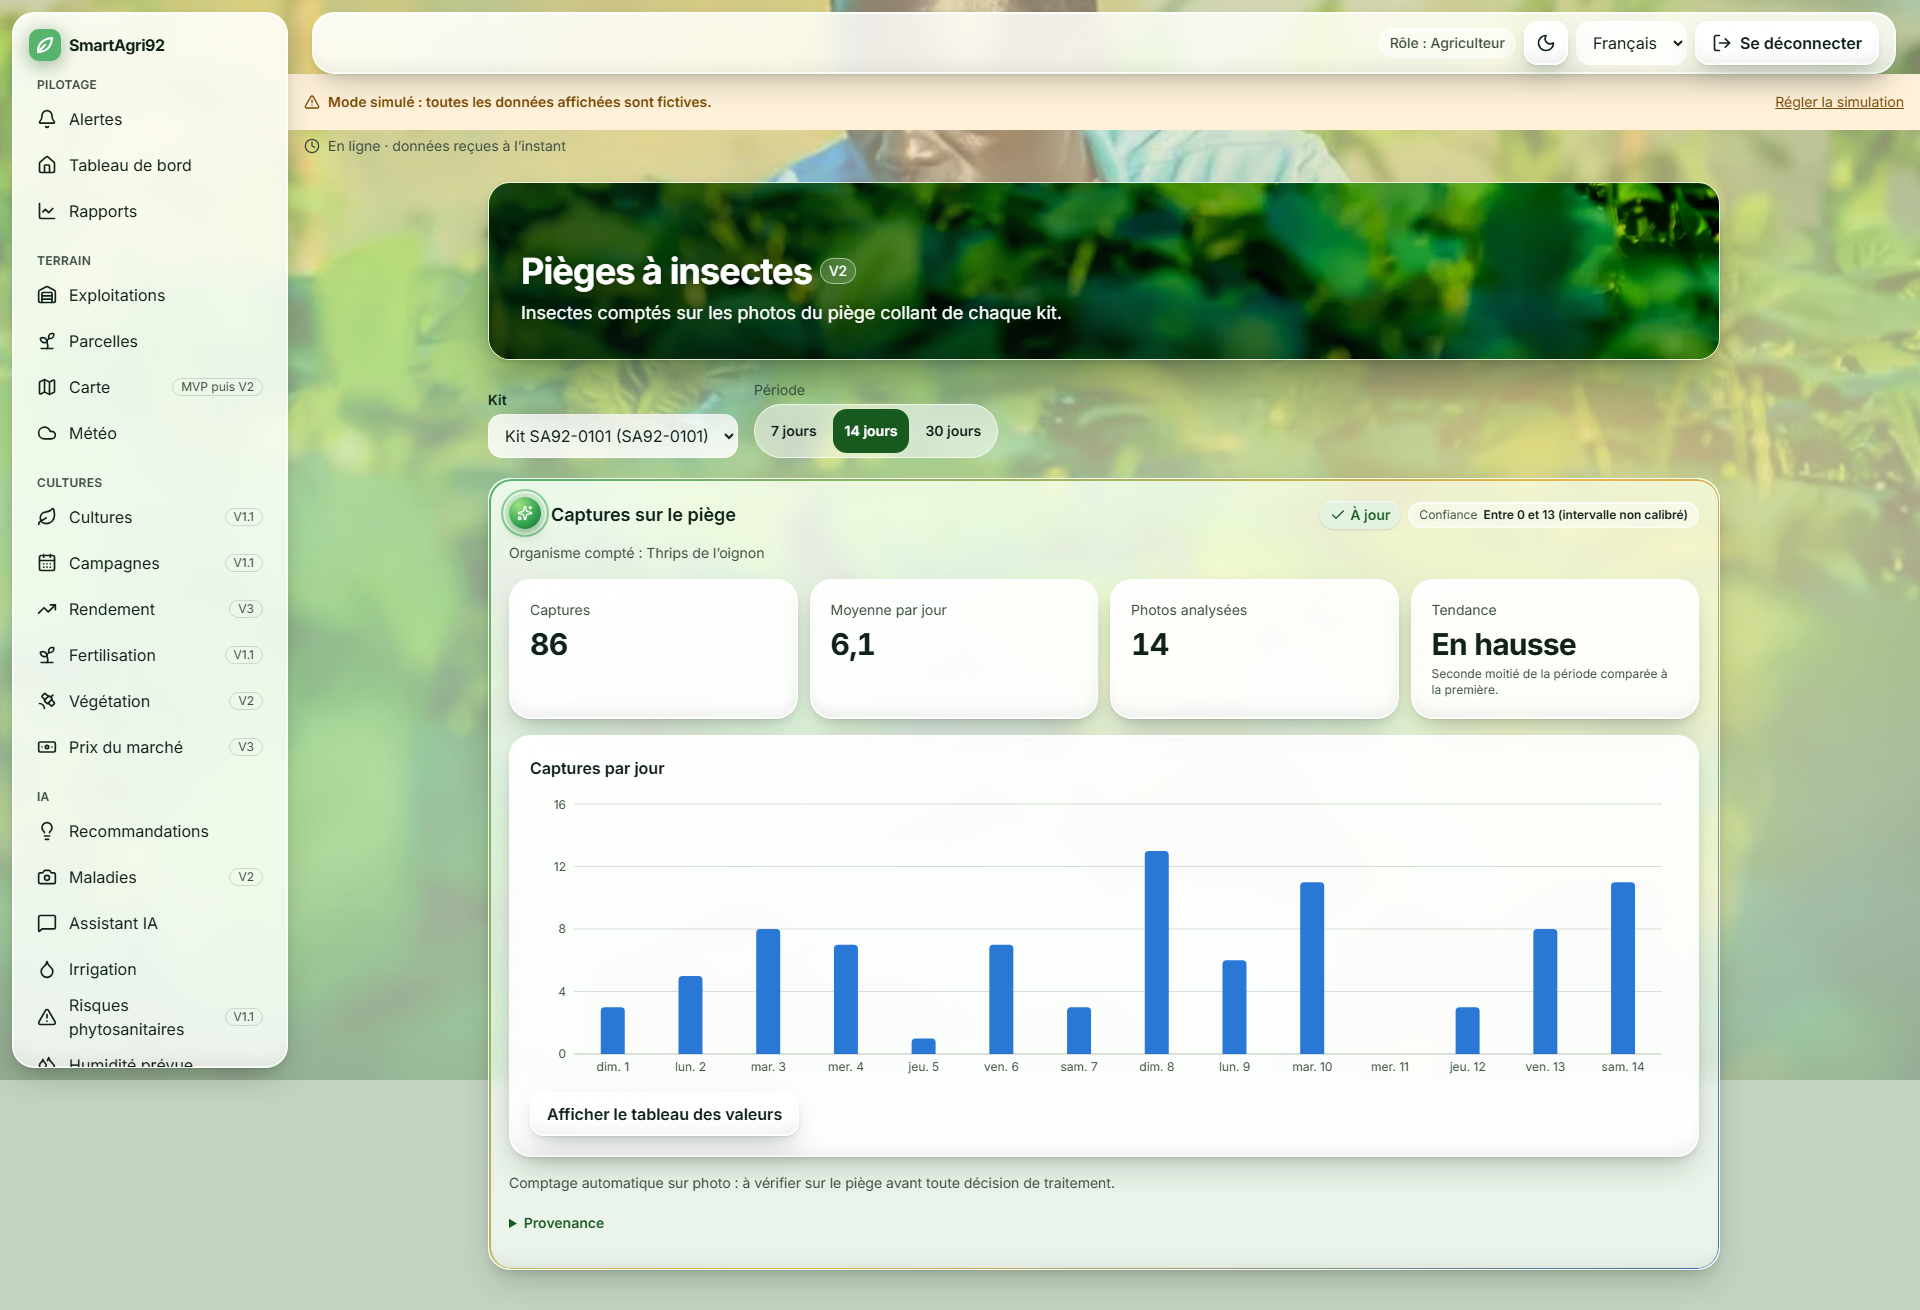 SmartAgri92
PILOTAGE
Alertes
Tableau de bord
Rapports
TERRAIN
Exploitations
Parcelles
Carte MVP puis V2
Météo
CULTURES
Cultures V1.1
Campagnes V1.1
Rendement V3
Fertilisation V1.1
Végétation V2
Prix du marché V3
IA
Recommandations
Maladies V2
Assistant IA
Irrigation
Risques phytosanitaires V1.1
Humidité prévue
Rôle : Agriculteur
Français
Se déconnecter
Mode simulé : toutes les données affichées sont fictives.
Régler la simulation
En ligne · données reçues à l’instant
Pièges à insectes V2
Insectes comptés sur les photos du piège collant de chaque kit.
Kit
Kit SA92-0101 (SA92-0101)
Période
7 jours 14 jours 30 jours
Captures sur le piège
À jour
Confiance Entre 0 et 13 (intervalle non calibré)
Organisme compté : Thrips de l’oignon
Captures
86
Moyenne par jour
6,1
Photos analysées
14
Tendance
En hausse
Seconde moitié de la période comparée à
la première.
Captures par jour
16
12
8
4
0
dim. 1 lun. 2 mar. 3 mer. 4 jeu. 5 ven. 6 sam. 7 dim. 8 lun. 9 mar. 10 mer. 11 jeu. 12 ven. 13 sam. 14
Afficher le tableau des valeurs
Comptage automatique sur photo : à vérifier sur le piège avant toute décision de traitement.
Provenance